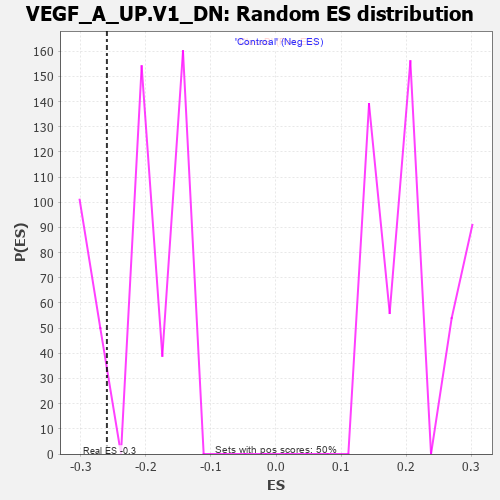 VEGF_A_UP.V1_DN: Random ES distribution
'Controal' (Neg ES)
P(ES)
160
150
140
130
120
110
100
90
80
70
60
50
40
30
20
10
0
Real ES -0.3
Sets with pos scores: 50%
-0.3 -0.2 -0.1 0.0 0.1 0.2 0.3
ES